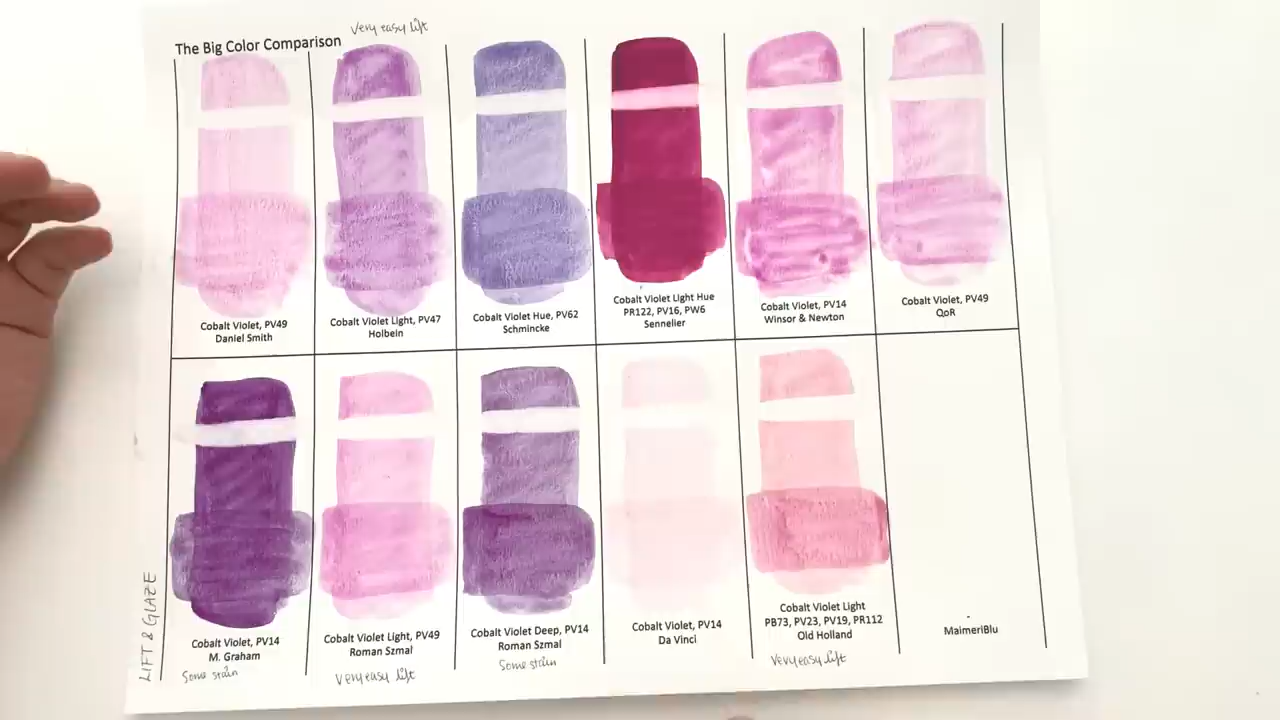 Very easy lift
The Big Color Comparison
Cobalt Violet, PV49
Daniel Smith
Cobalt Violet Light, PV47
Holbein
Cobalt Violet Hue, PV62
Schmincke
Cobalt Violet Light Hue
PR122, PV16, PW6
Sennelier
Cobalt Violet, PV14
Winsor & Newton
Cobalt Violet, PV49
QoR
LIFT & GLAZE
Cobalt Violet, PV14
M. Graham
Some stain
Cobalt Violet Light, PV49
Roman Szmal
Very easy lift
Cobalt Violet Deep, PV14
Roman Szmal
Some stain
Cobalt Violet, PV14
Da Vinci
Cobalt Violet Light
PB73, PV23, PV19, PR112
Old Holland
Very easy lift
-
MaimeriBlu